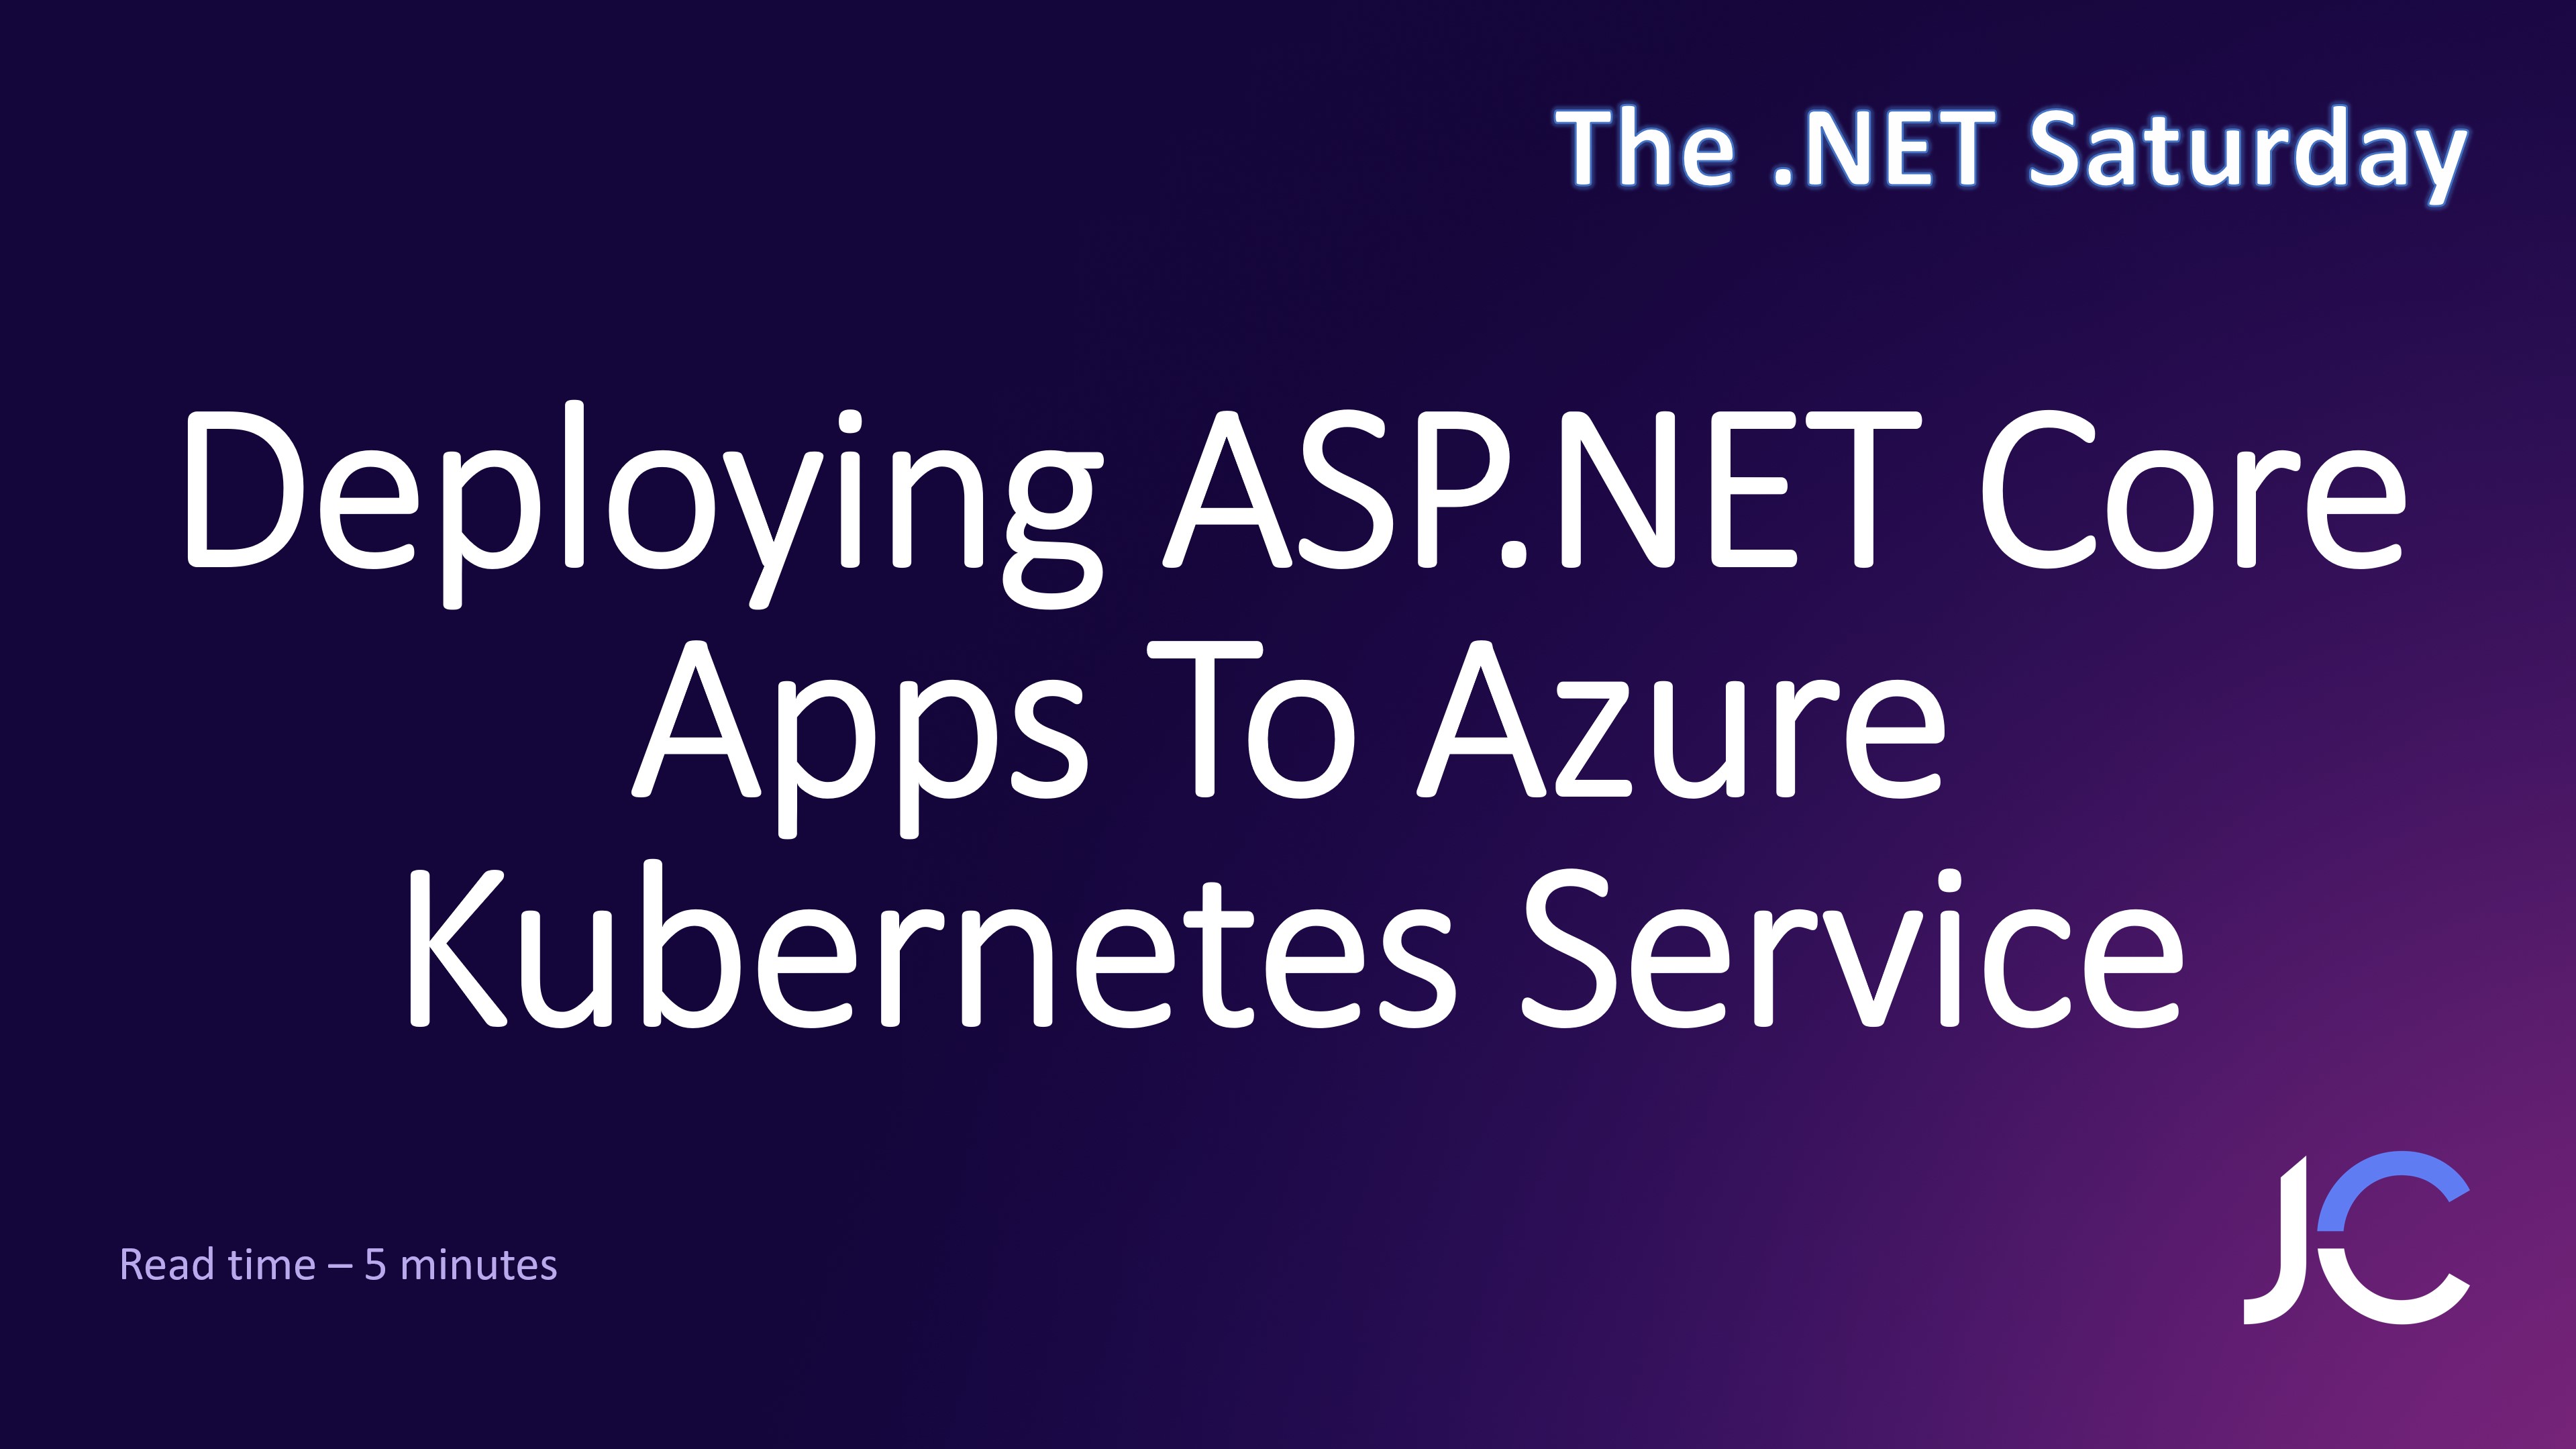 The .NET Saturday
Deploying ASP.NET Core
Apps To Azure
Kubernetes Service
Read time – 5 minutes
JC